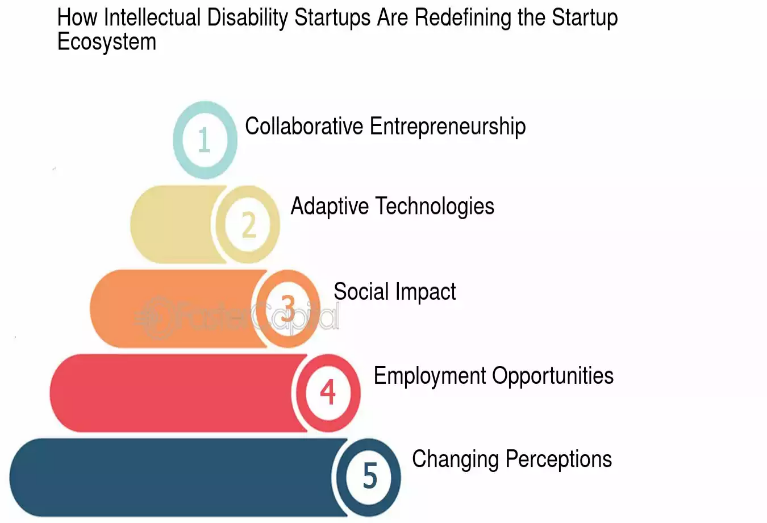 How Intellectual Disability Startups Are Redefining the Startup
Ecosystem
1
Collaborative Entrepreneurship
2
Adaptive Technologies
3
Social Impact
FasterCapital
4
Employment Opportunities
5
Changing Perceptions